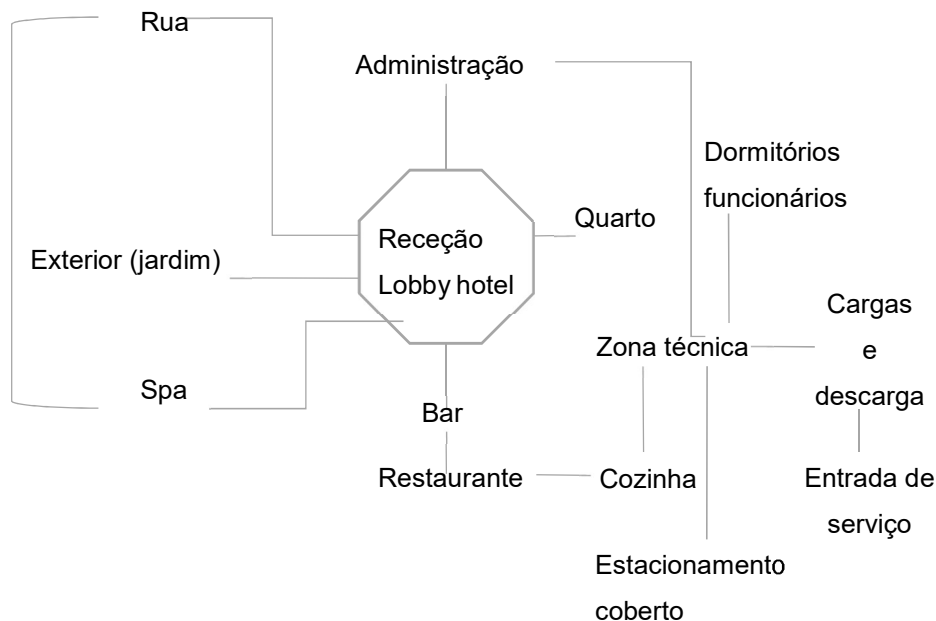 Rua
Administração
Dormitórios
funcionários
Quarto
Receção
Lobby hotel
Exterior (jardim)
Cargas
e
descarga
Zona técnica
Spa
Bar
Restaurante
Cozinha
Entrada de
serviço
Estacionamento
coberto